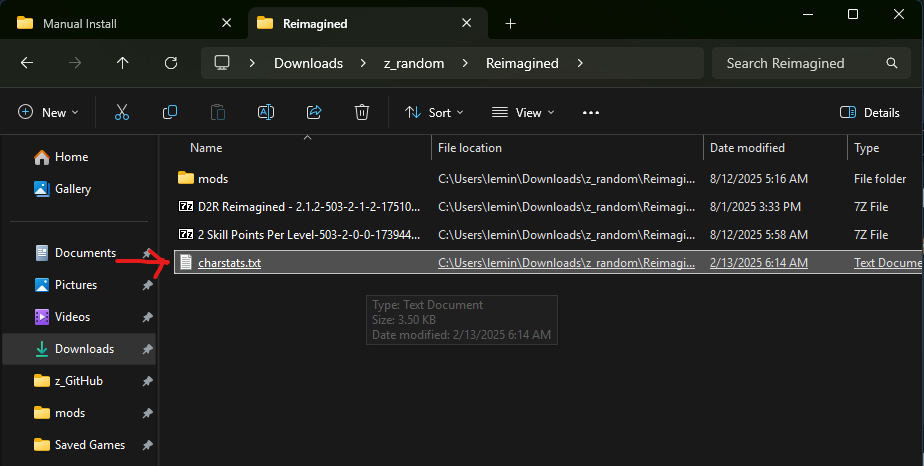 Manual Install
Reimagined
Downloads
z_random
Reimagined
Search Reimagined
New
Sort
View
Details
Name
File location
Date modified
Type
Home
Gallery
Documents
Pictures
Videos
Downloads
z_GitHub
mods
Saved Games
mods C:\Users\lemin\Downloads\z_random\Reimagi... 8/12/2025 5:16 AM File folder
D2R Reimagined - 2.1.2-503-2-1-2-17510... C:\Users\lemin\Downloads\z_random\Reimagi... 8/1/2025 3:33 PM 7Z File
2 Skill Points Per Level-503-2-0-0-173944... C:\Users\lemin\Downloads\z_random\Reimagi... 8/12/2025 5:58 AM 7Z File
charstats.txt C:\Users\lemin\Downloads\z_random\Reimagi... 2/13/2025 6:14 AM Text Docume
Type: Text Document
Size: 3.50 KB
Date modified: 2/13/2025 6:14 AM